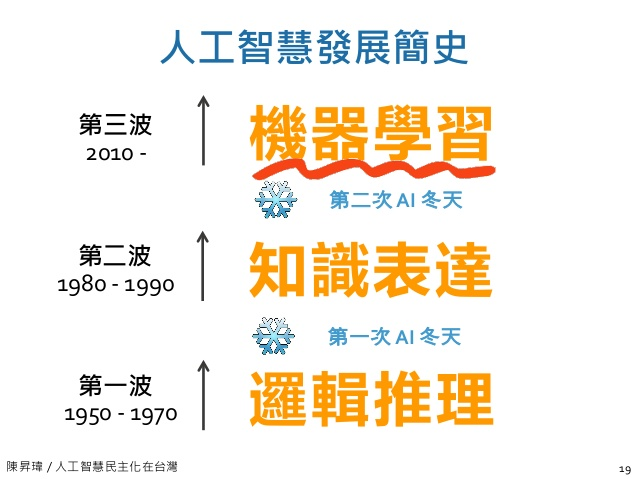 人工智慧發展簡史
第三波
2010 -
機器學習
第二次 AI 冬天
第二波
1980 - 1990
知識表達
第一次 AI 冬天
第一波
1950 - 1970
邏輯推理
陳昇瑋 / 人工智慧民主化在台灣
19